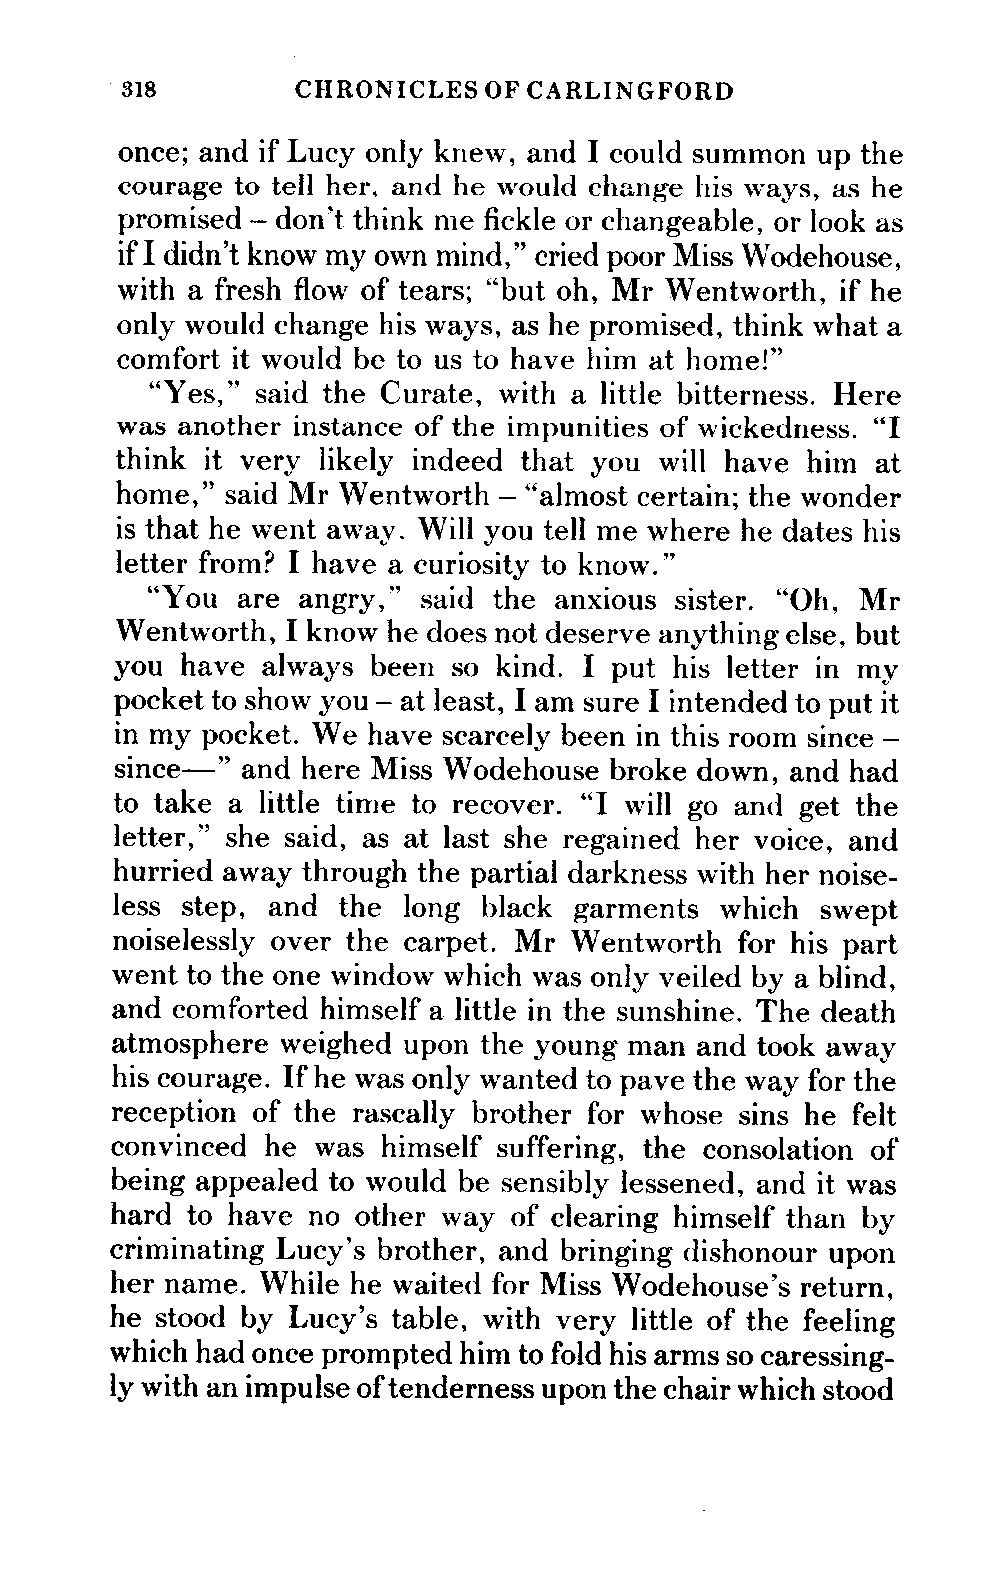 318 CHRONICLES OF CARLINGFORD
once; and if Lucy only knew, and I could summon up the
courage to tell her, and he would change his ways, as he
promised – don't think me fickle or changeable, or look as
if I didn't know my own mind,” cried poor Miss Wodehouse,
with a fresh flow of tears; “but oh, Mr Wentworth, if he
only would change his ways, as he promised, think what a
comfort it would be to us to have him at home!”
“Yes,” said the Curate, with a little bitterness. Here
was another instance of the impunities of wickedness. “I
think it very likely indeed that you will have him at
home,” said Mr Wentworth – “almost certain; the wonder
is that he went away. Will you tell me where he dates his
letter from? I have a curiosity to know.”
“You are angry,” said the anxious sister. “Oh, Mr
Wentworth, I know he does not deserve anything else, but
you have always been so kind. I put his letter in my
pocket to show you – at least, I am sure I intended to put it
in my pocket. We have scarcely been in this room since –
since—” and here Miss Wodehouse broke down, and had
to take a little time to recover. “I will go and get the
letter,” she said, as at last she regained her voice, and
hurried away through the partial darkness with her noise-
less step, and the long black garments which swept
noiselessly over the carpet. Mr Wentworth for his part
went to the one window which was only veiled by a blind,
and comforted himself a little in the sunshine. The death
atmosphere weighed upon the young man and took away
his courage. If he was only wanted to pave the way for the
reception of the rascally brother for whose sins he felt
convinced he was himself suffering, the consolation of
being appealed to would be sensibly lessened, and it was
hard to have no other way of clearing himself than by
criminating Lucy's brother, and bringing dishonour upon
her name. While he waited for Miss Wodehouse's return,
he stood by Lucy's table, with very little of the feeling
which had once prompted him to fold his arms so caressing-
ly with an impulse of tenderness upon the chair which stood